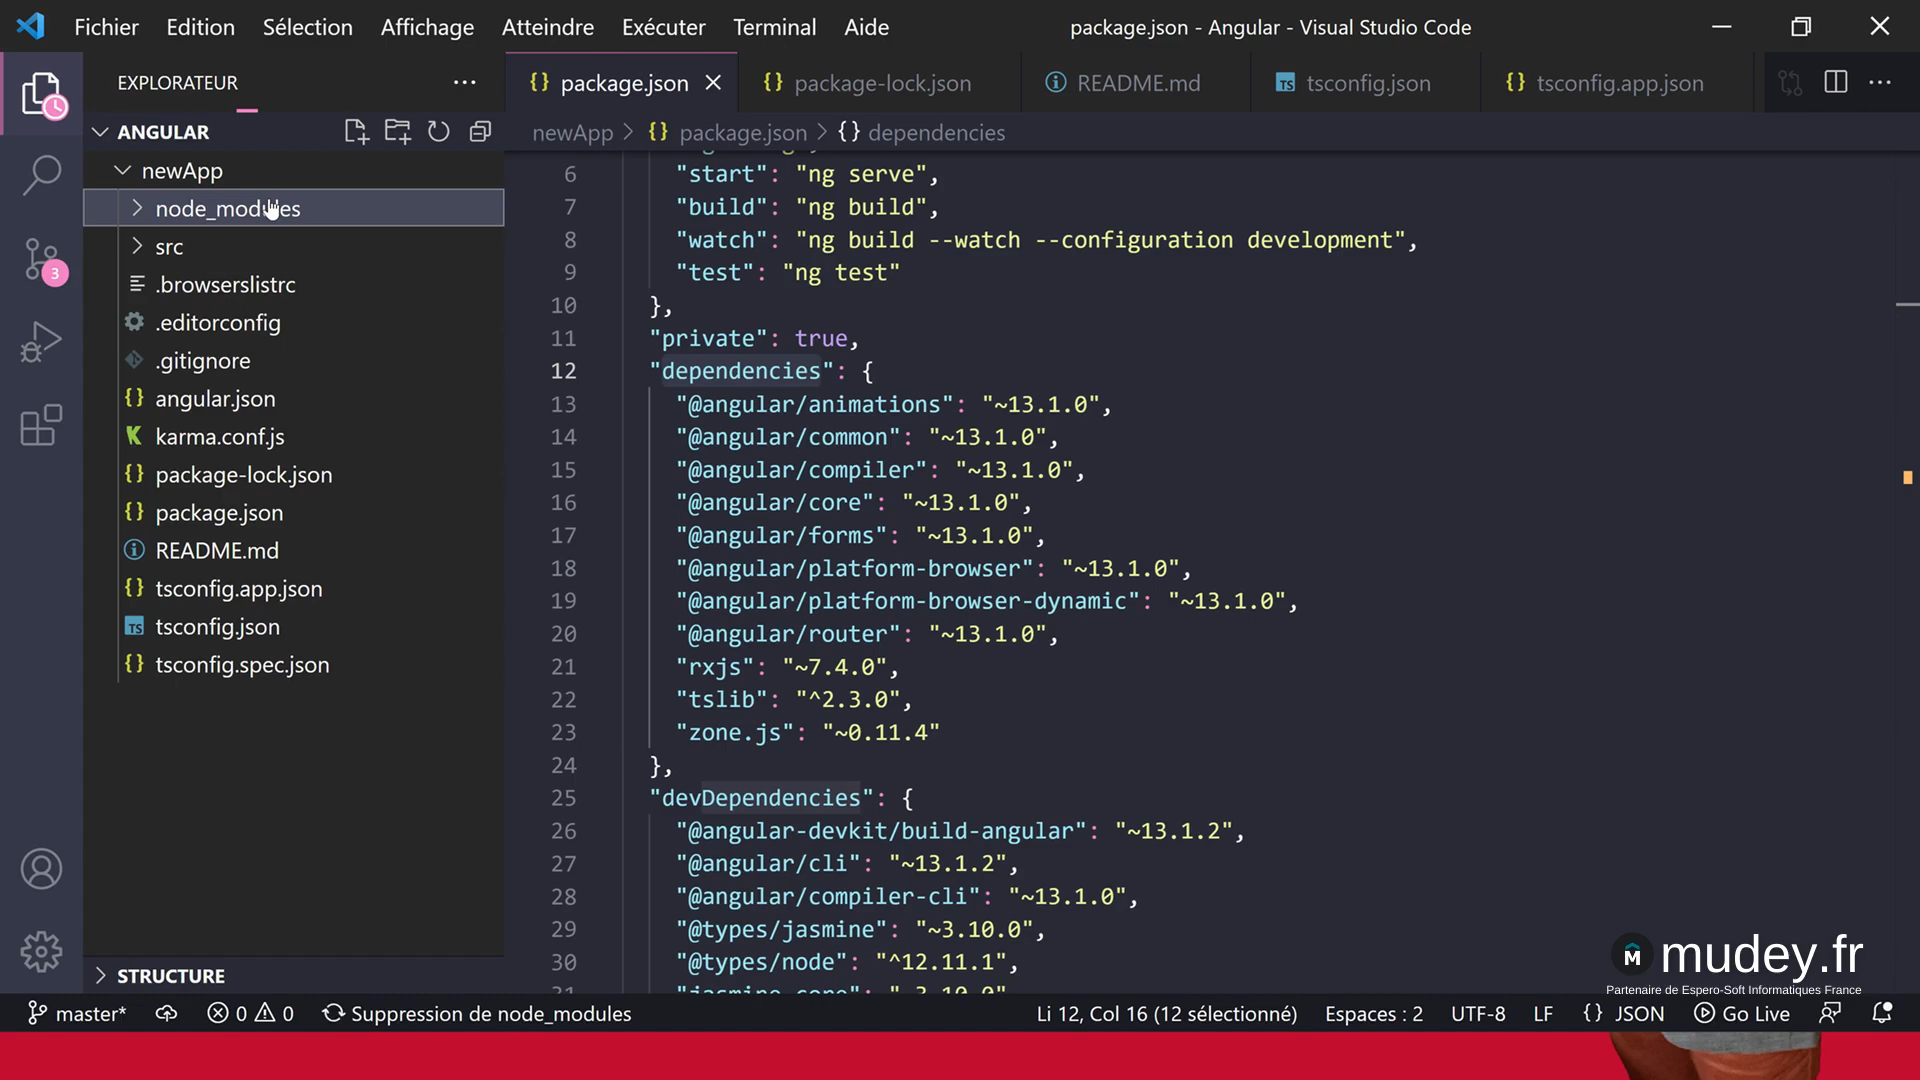 Fichier Edition Sélection Affichage Atteindre Exécuter Terminal Aide package.json - Angular - Visual Studio Code
EXPLORATEUR
package.json package-lock.json README.md TS tsconfig.json tsconfig.app.json
ANGULAR
newApp > {} package.json > {} dependencies
newApp
node_modules
src
.browserslistrc
.editorconfig
.gitignore
angular.json
karma.conf.js
package-lock.json
package.json
README.md
tsconfig.app.json
TS tsconfig.json
tsconfig.spec.json
3
6 "start": "ng serve",
7 "build": "ng build",
8 "watch": "ng build --watch --configuration development",
9 "test": "ng test"
10 },
11 "private": true,
12 "dependencies": {
13 "@angular/animations": "~13.1.0",
14 "@angular/common": "~13.1.0",
15 "@angular/compiler": "~13.1.0",
16 "@angular/core": "~13.1.0",
17 "@angular/forms": "~13.1.0",
18 "@angular/platform-browser": "~13.1.0",
19 "@angular/platform-browser-dynamic": "~13.1.0",
20 "@angular/router": "~13.1.0",
21 "rxjs": "~7.4.0",
22 "tslib": "^2.3.0",
23 "zone.js": "~0.11.4"
24 },
25 "devDependencies": {
26 "@angular-devkit/build-angular": "~13.1.2",
27 "@angular/cli": "~13.1.2",
28 "@angular/compiler-cli": "~13.1.0",
29 "@types/jasmine": "~3.10.0",
30 "@types/node": "^12.11.1",
STRUCTURE
M mudey.fr
Partenaire de Espero-Soft Informatiques France
master* 0 0 Suppression de node_modules Li 12, Col 16 (12 sélectionné) Espaces : 2 UTF-8 LF {} JSON Go Live